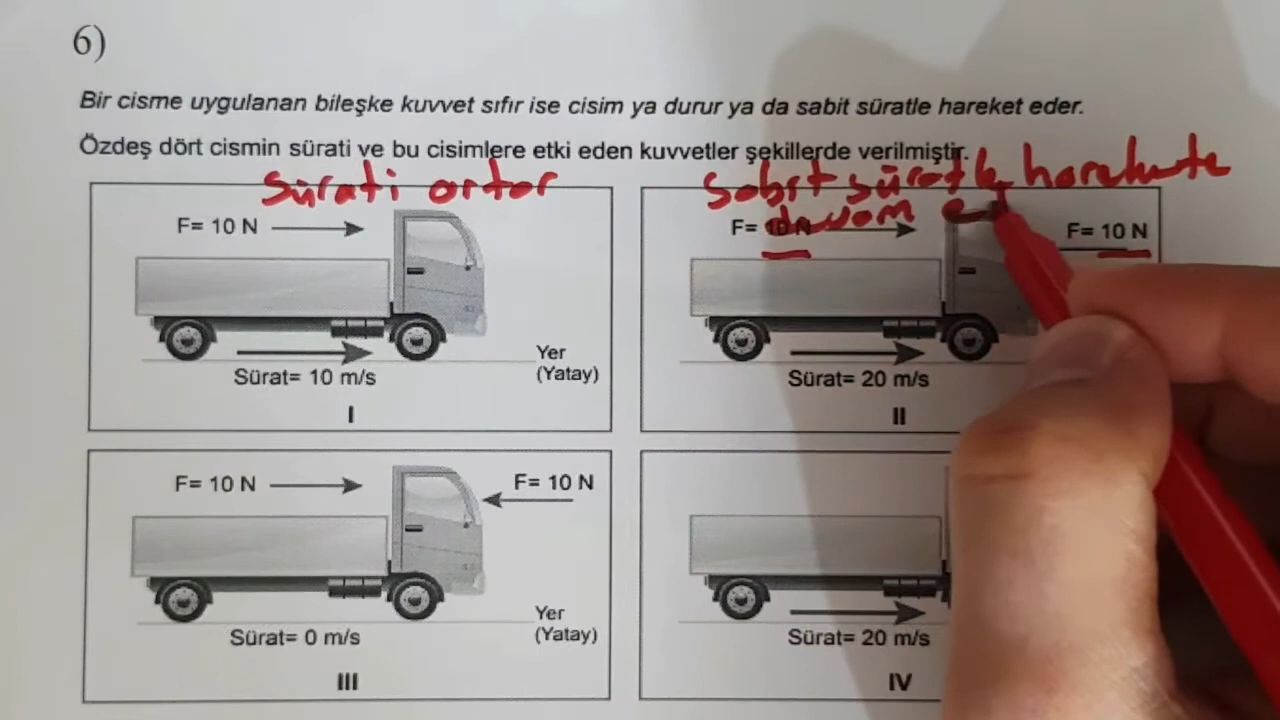 6)
Bir cisme uygulanan bileşke kuvvet sıfır ise cisim ya durur ya da sabit süratle hareket eder.
Özdeş dört cismin sürati ve bu cisimlere etki eden kuvvetler şekillerde verilmiştir.
Sürati artar
F= 10 N
Sürat= 10 m/s
Yer
(Yatay)
I
Sabit süratle harekete
devam
F= 10 N
F= 10 N
Sürat= 20 m/s
II
F= 10 N
F= 10 N
Sürat= 0 m/s
Yer
(Yatay)
III
Sürat= 20 m/s
IV